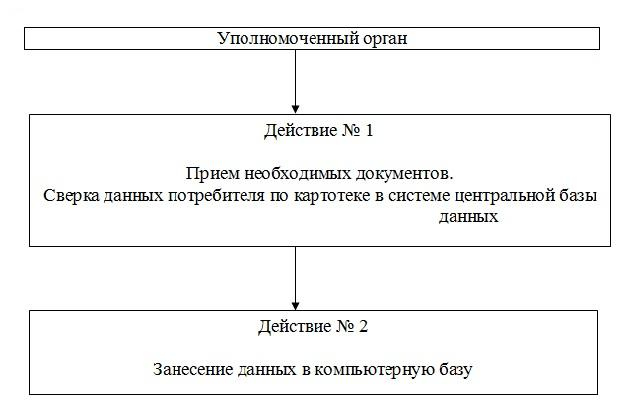 Уполномоченный орган
Действие № 1
Прием необходимых документов.
Сверка данных потребителя по картотеке в системе центральной базы
данных
Действие № 2
Занесение данных в компьютерную базу